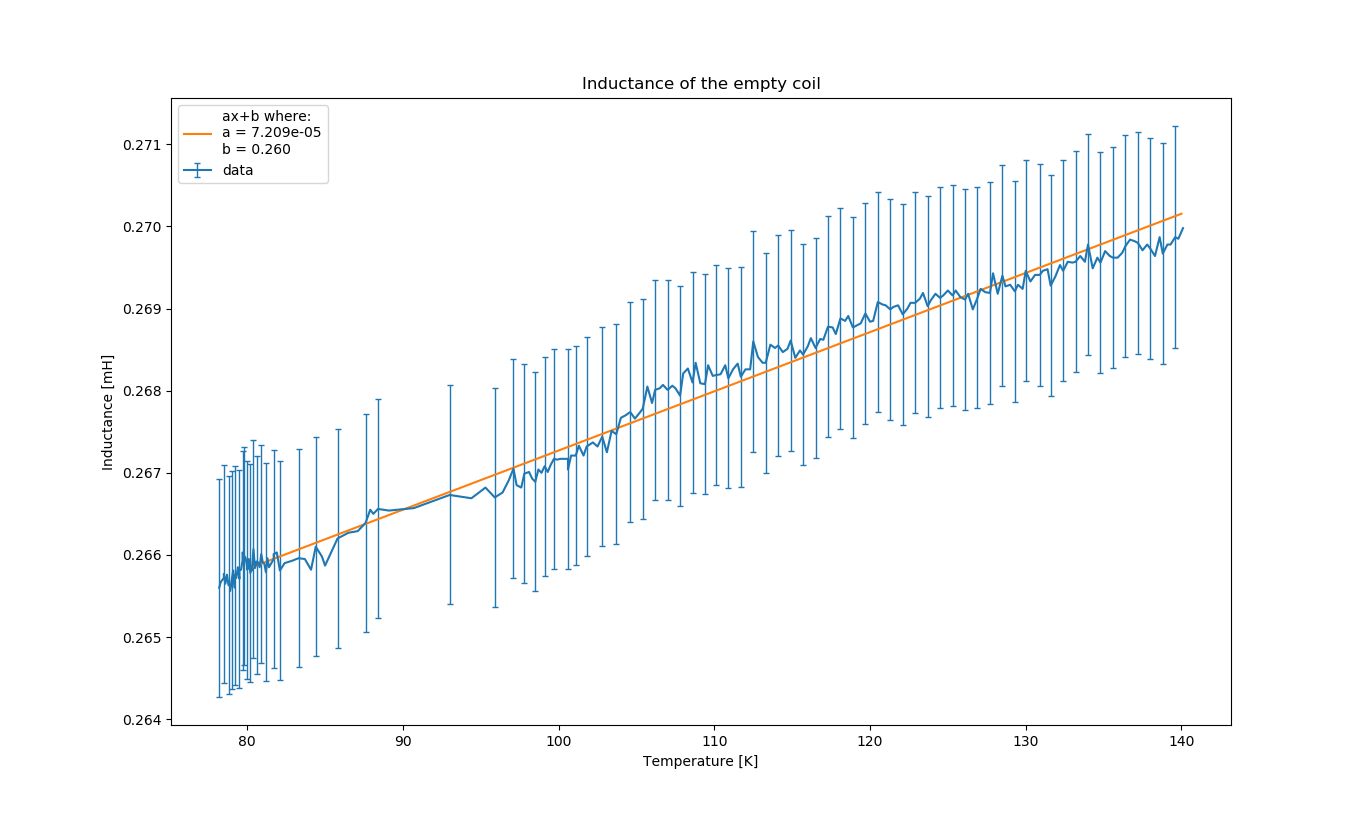 Inductance of the empty coil
ax+b where:
a = 7.209e-05
b = 0.260
data
0.271
0.270
0.269
0.268
0.267
0.266
0.265
0.264
Inductance [mH]
80
90
100
110
120
130
140
Temperature [K]